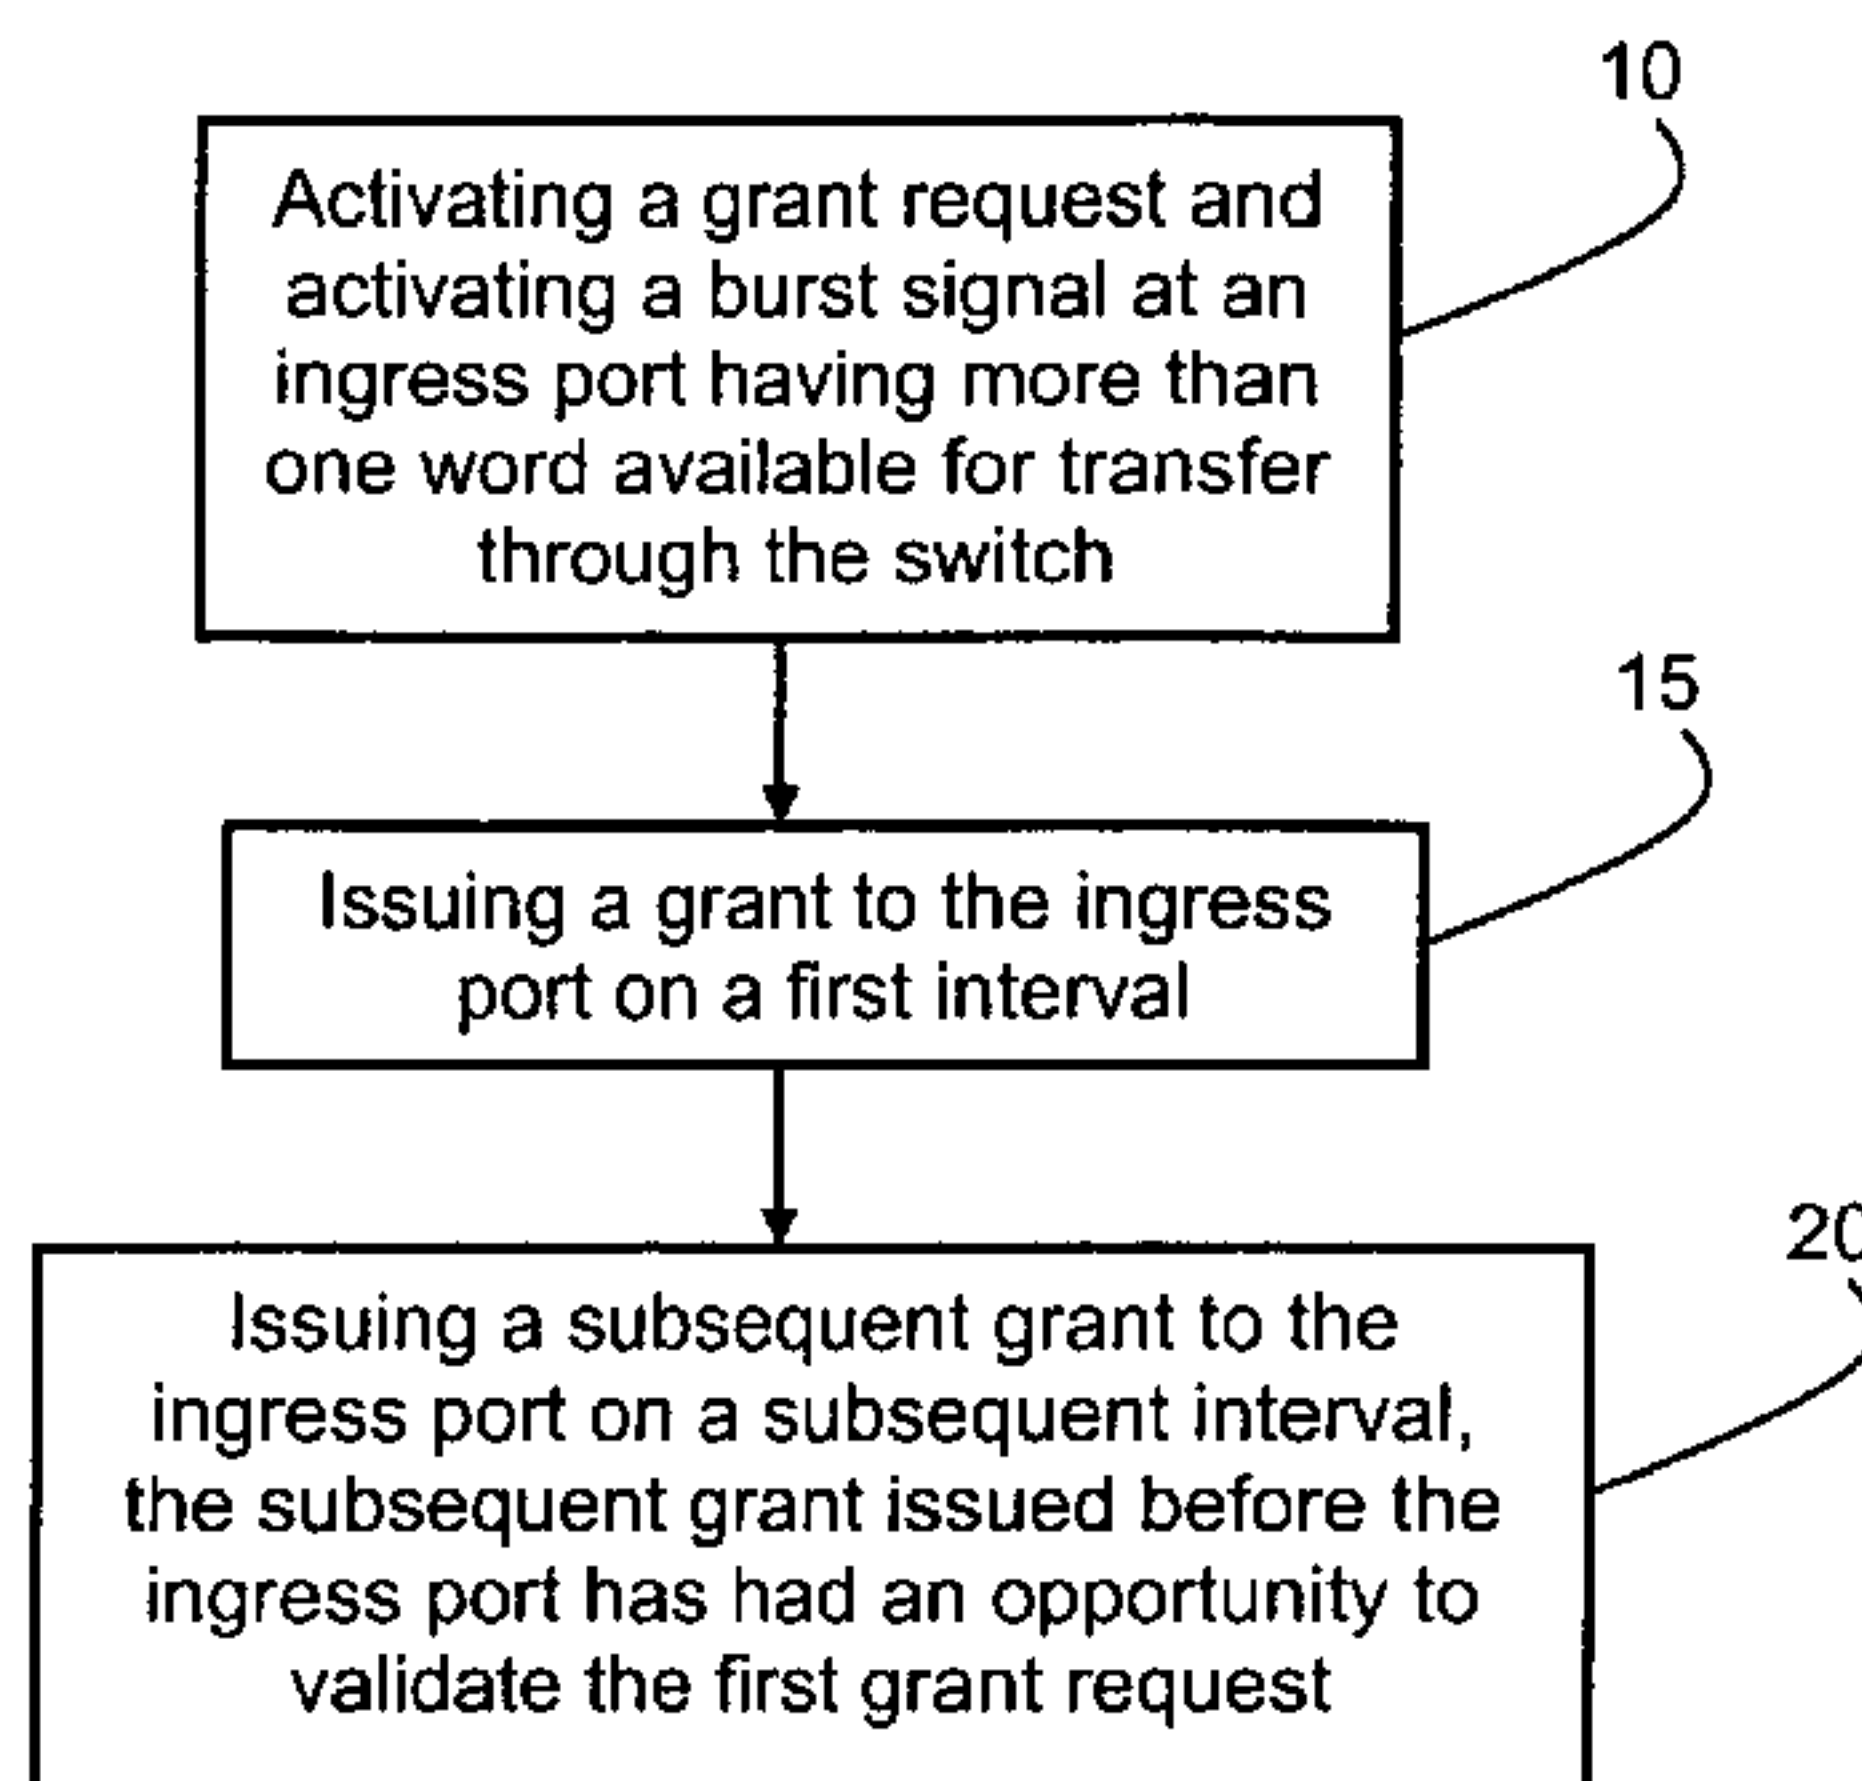 10
Activating a grant request and
activating a burst signal at an
ingress port having more than
one word available for transfer
through the switch
15
Issuing a grant to the ingress
port on a first interval
20
Issuing a subsequent grant to the
ingress port on a subsequent interval,
the subsequent grant issued before the
ingress port has had an opportunity to
validate the first grant request